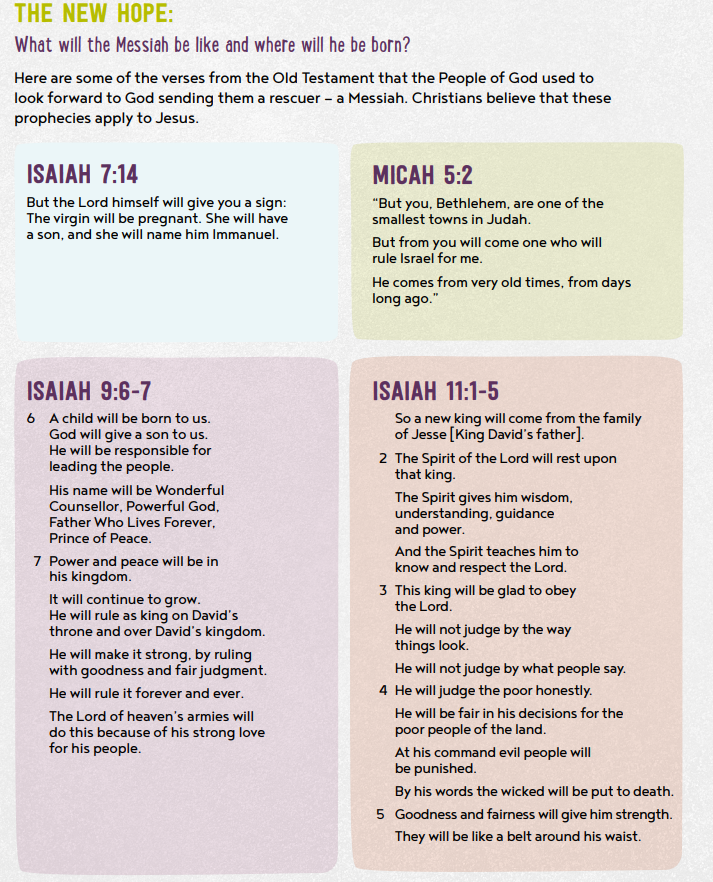 THE NEW HOPE:
What will the Messiah be like and where will he be born?
Here are some of the verses from the Old Testament that the People of God used to
look forward to God sending them a rescuer – a Messiah. Christians believe that these
prophecies apply to Jesus.
ISAIAH 7:14
But the Lord himself will give you a sign:
The virgin will be pregnant. She will have
a son, and she will name him Immanuel.
MICAH 5:2
“But you, Bethlehem, are one of the
smallest towns in Judah.
But from you will come one who will
rule Israel for me.
He comes from very old times, from days
long ago.”
ISAIAH 9:6-7
6 A child will be born to us.
God will give a son to us.
He will be responsible for
leading the people.
His name will be Wonderful
Counsellor, Powerful God,
Father Who Lives Forever,
Prince of Peace.
7 Power and peace will be in
his kingdom.
It will continue to grow.
He will rule as king on David’s
throne and over David’s kingdom.
He will make it strong, by ruling
with goodness and fair judgment.
He will rule it forever and ever.
The Lord of heaven’s armies will
do this because of his strong love
for his people.
ISAIAH 11:1-5
So a new king will come from the family
of Jesse [King David’s father].
2 The Spirit of the Lord will rest upon
that king.
The Spirit gives him wisdom,
understanding, guidance
and power.
And the Spirit teaches him to
know and respect the Lord.
3 This king will be glad to obey
the Lord.
He will not judge by the way
things look.
He will not judge by what people say.
4 He will judge the poor honestly.
He will be fair in his decisions for the
poor people of the land.
At his command evil people will
be punished.
By his words the wicked will be put to death.
5 Goodness and fairness will give him strength.
They will be like a belt around his waist.